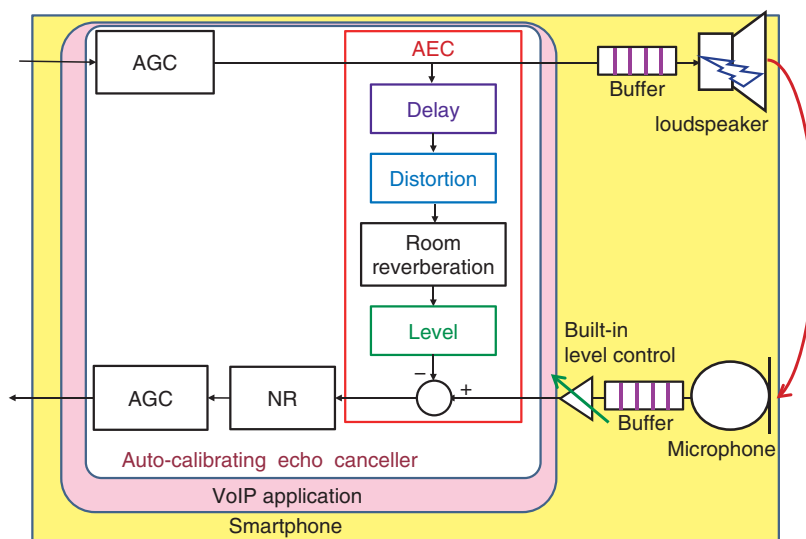 AGC
AEC
Buffer
loudspeaker
Delay
Distortion
Room
reverberation
Level
Built-in
level control
−
+
AGC
NR
Buffer
Microphone
Auto-calibrating echo canceller
VoIP application
Smartphone